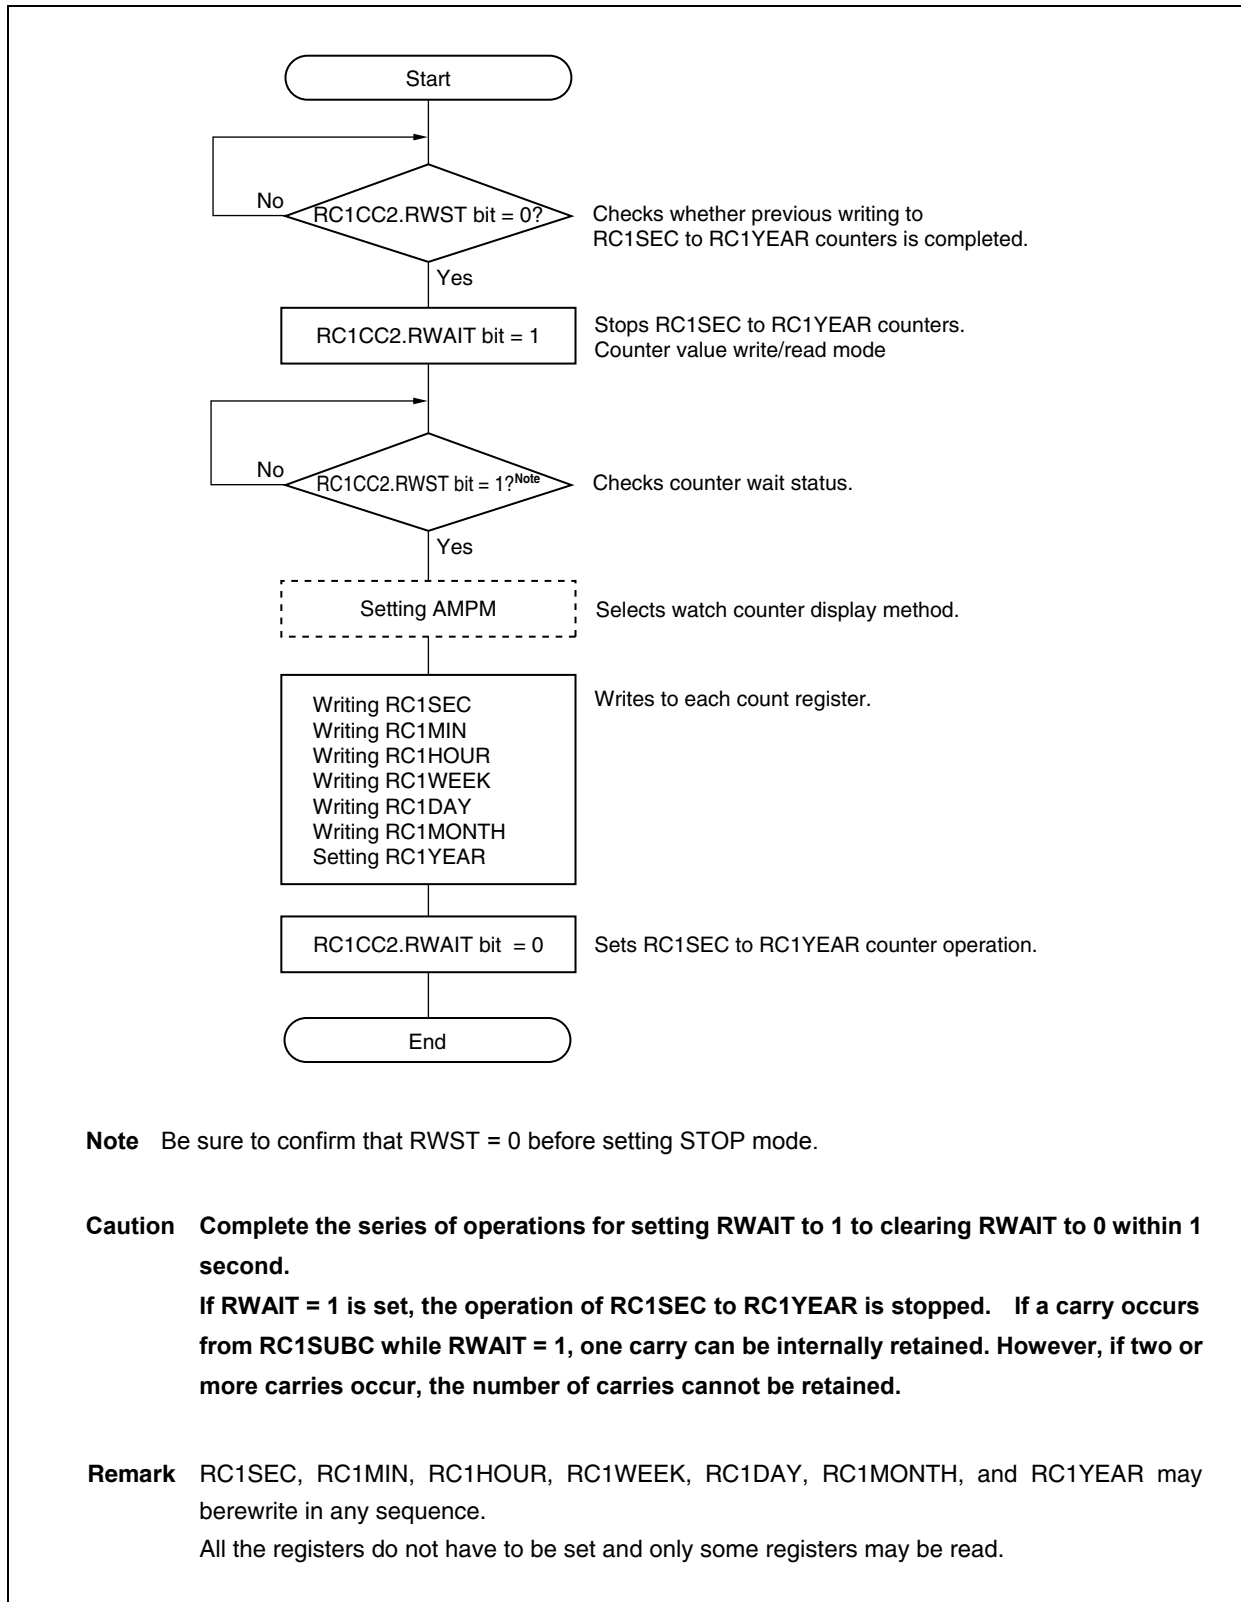 Start
No
RC1CC2.RWST bit = 0?
Checks whether previous writing to
RC1SEC to RC1YEAR counters is completed.
Yes
RC1CC2.RWAIT bit = 1
Stops RC1SEC to RC1YEAR counters.
Counter value write/read mode
No
RC1CC2.RWST bit = 1?Note
Checks counter wait status.
Yes
Setting AMPM
Selects watch counter display method.
Writing RC1SEC
Writing RC1MIN
Writing RC1HOUR
Writing RC1WEEK
Writing RC1DAY
Writing RC1MONTH
Setting RC1YEAR
Writes to each count register.
RC1CC2.RWAIT bit = 0
Sets RC1SEC to RC1YEAR counter operation.
End
Note Be sure to confirm that RWST = 0 before setting STOP mode.
Caution Complete the series of operations for setting RWAIT to 1 to clearing RWAIT to 0 within 1
second.
If RWAIT = 1 is set, the operation of RC1SEC to RC1YEAR is stopped. If a carry occurs
from RC1SUBC while RWAIT = 1, one carry can be internally retained. However, if two or
more carries occur, the number of carries cannot be retained.
Remark RC1SEC, RC1MIN, RC1HOUR, RC1WEEK, RC1DAY, RC1MONTH, and RC1YEAR may
berewrite in any sequence.
All the registers do not have to be set and only some registers may be read.